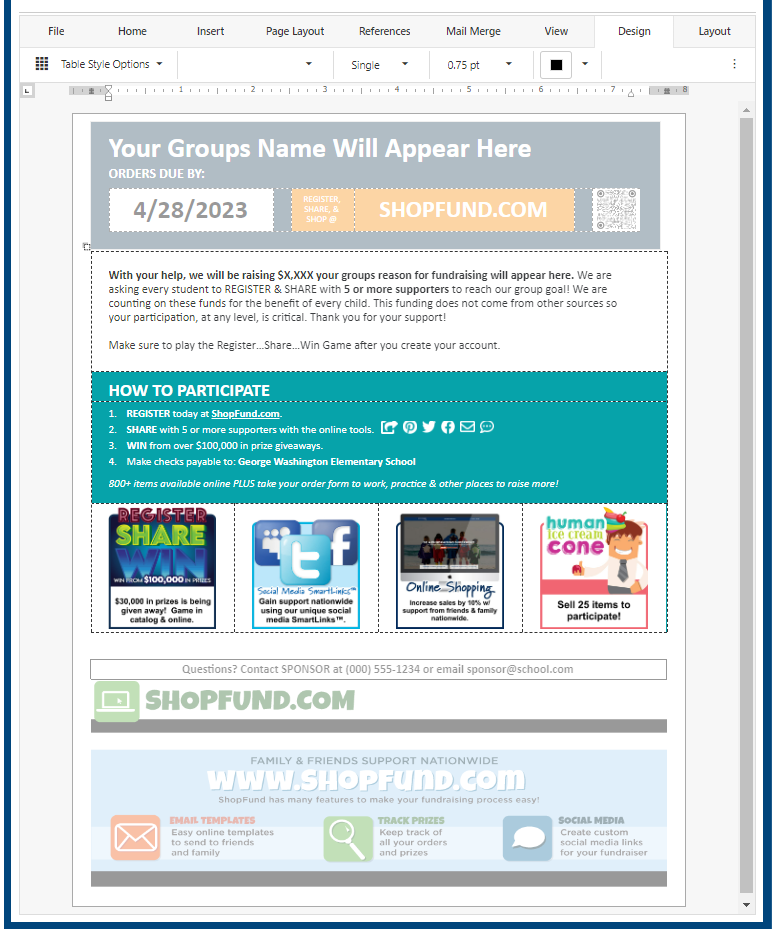 File Home Insert Page Layout References Mail Merge View Design Layout
Table Style Options Single 0.75 pt
1 2 3 4 5 6 7 8
Your Groups Name Will Appear Here
ORDERS DUE BY:
4/28/2023
REGISTER,
SHARE, &
SHOP @
SHOPFUND.COM
With your help, we will be raising $X,XXX your groups reason for fundraising will appear here. We are
asking every student to REGISTER & SHARE with 5 or more supporters to reach our group goal! We are
counting on these funds for the benefit of every child. This funding does not come from other sources so
your participation, at any level, is critical. Thank you for your support!
Make sure to play the Register...Share...Win Game after you create your account.
HOW TO PARTICIPATE
1. REGISTER today at ShopFund.com.
2. SHARE with 5 or more supporters with the online tools.
3. WIN from over $100,000 in prize giveaways.
4. Make checks payable to: George Washington Elementary School
800+ items available online PLUS take your order form to work, practice & other places to raise more!
REGISTER
SHARE
WIN
WIN FROM $100,000 IN PRIZES
$30,000 in prizes is being
given away! Game in
catalog & online.
Social Media SmartLinks™
Gain support nationwide
using our unique social
media SmartLinks™.
Online Shopping
Increase sales by 10% w/
support from friends & family
nationwide.
human
ice cream
cone
Sell 25 items to
participate!
Questions? Contact SPONSOR at (000) 555-1234 or email sponsor@school.com
SHOPFUND.COM
FAMILY & FRIENDS SUPPORT NATIONWIDE
www.SHOPFUND.com
ShopFund has many features to make your fundraising process easy!
EMAIL TEMPLATES
Easy online templates
to send to friends
and family
TRACK PRIZES
Keep track of
all your orders
and prizes
SOCIAL MEDIA
Create custom
social media links
for your fundraiser